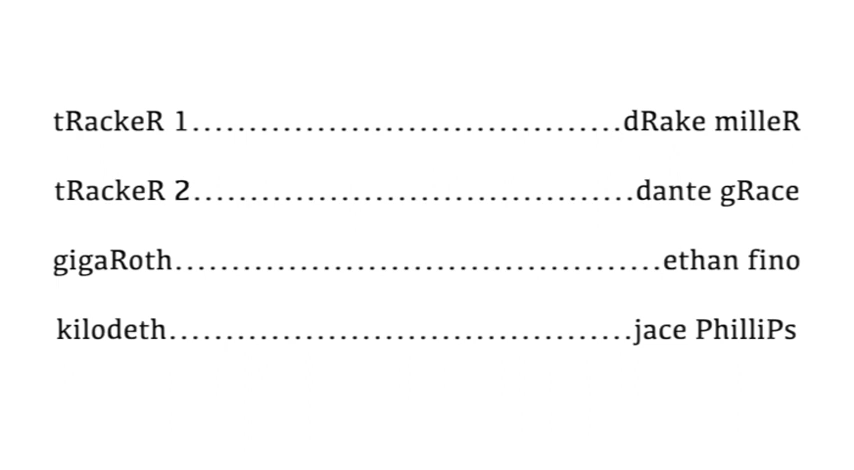 tRackeR 1......................................dRake milleR
tRackeR 2.......................................dante gRace
gigaRoth...........................................ethan fino
kilodeth.........................................jace PhilliPs